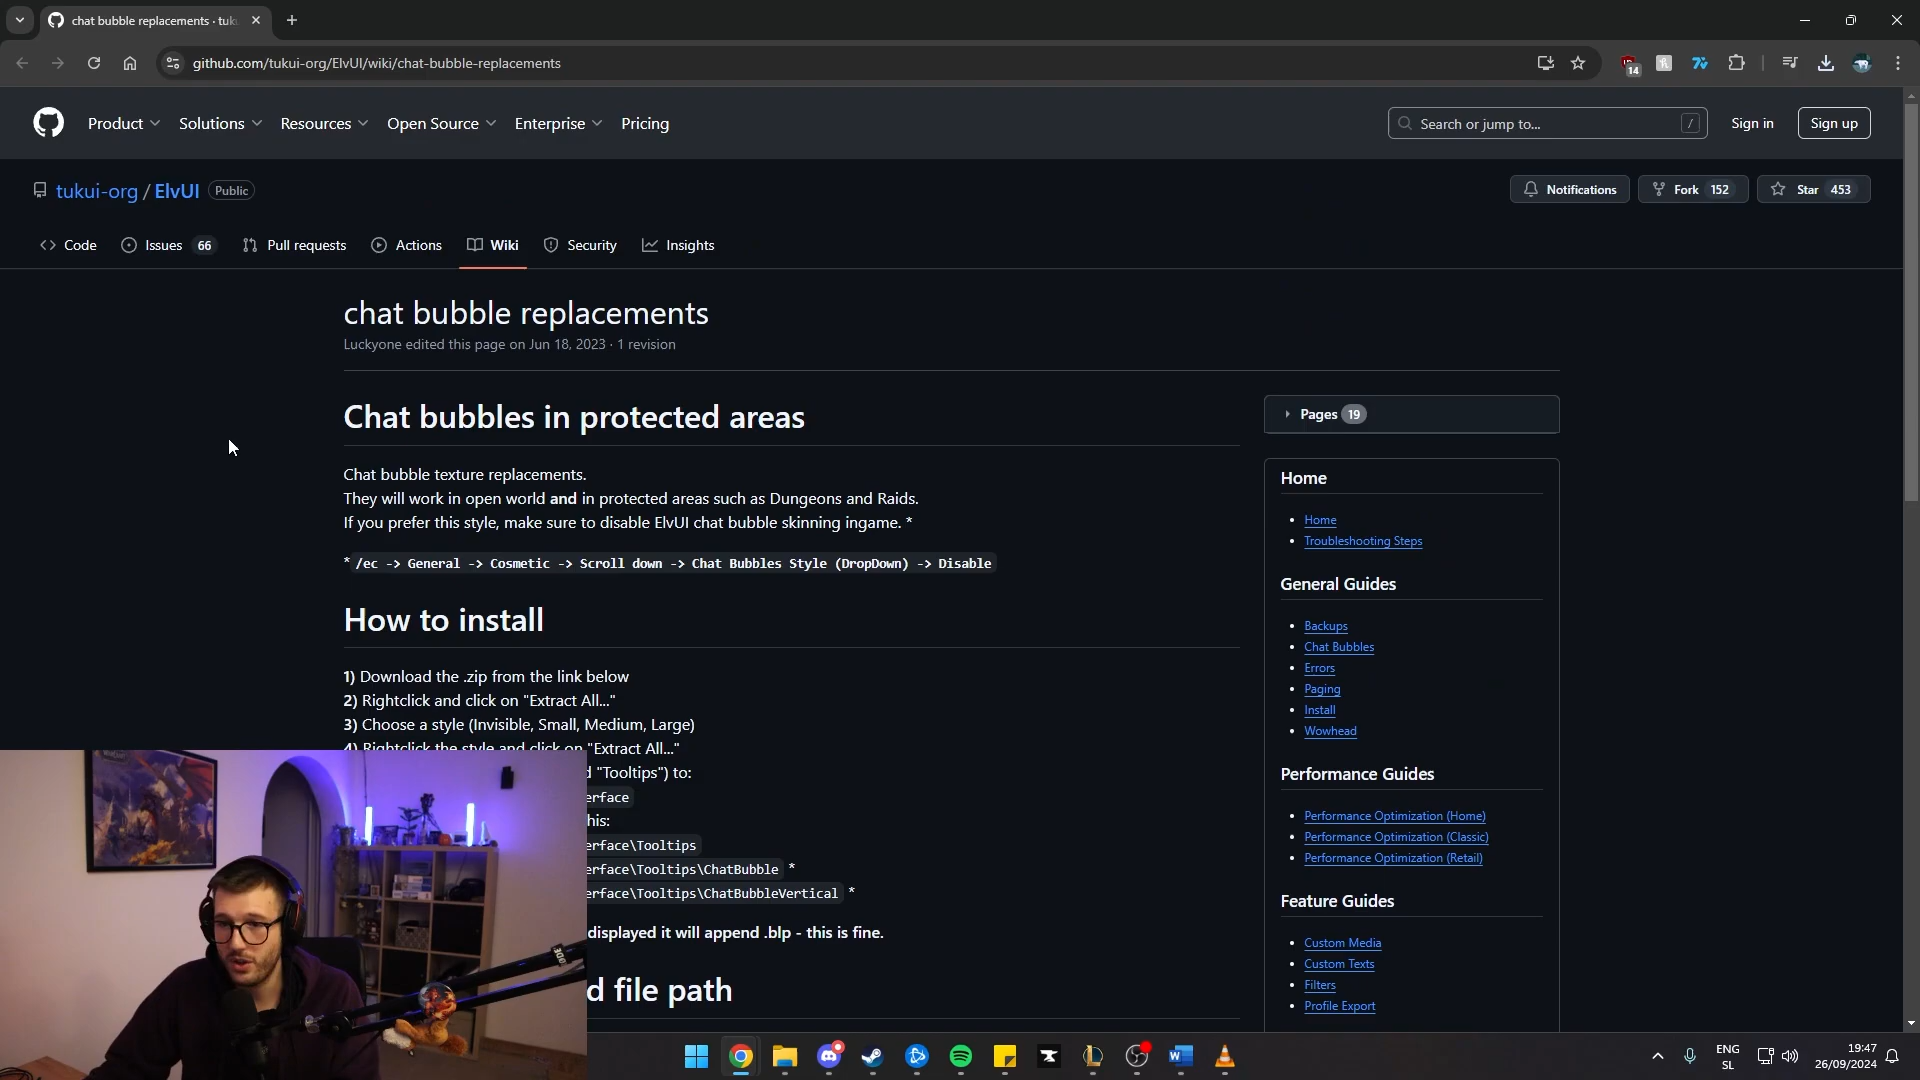 chat bubble replacements · tuk
github.com/tukui-org/ElvUI/wiki/chat-bubble-replacements
14
Product
Solutions
Resources
Open Source
Enterprise
Pricing
Search or jump to...
/
Sign in
Sign up
tukui-org / ElvUI
Public
Notifications
Fork 152
Star 453
Code
Issues 66
Pull requests
Actions
Wiki
Security
Insights
chat bubble replacements
Luckyone edited this page on Jun 18, 2023 · 1 revision
Chat bubbles in protected areas
Chat bubble texture replacements.
They will work in open world and in protected areas such as Dungeons and Raids.
If you prefer this style, make sure to disable ElvUI chat bubble skinning ingame. *
* /ec -> General -> Cosmetic -> Scroll down -> Chat Bubbles Style (DropDown) -> Disable
How to install
1) Download the .zip from the link below
2) Rightclick and click on "Extract All..."
3) Choose a style (Invisible, Small, Medium, Large)
4) Rightclick the style and click on "Extract All..."
"Tooltips") to:
erface
his:
erface\Tooltips
erface\Tooltips\ChatBubble *
erface\Tooltips\ChatBubbleVertical *
displayed it will append .blp - this is fine.
d file path
Pages 19
Home
Home
Troubleshooting Steps
General Guides
Backups
Chat Bubbles
Errors
Paging
Install
Wowhead
Performance Guides
Performance Optimization (Home)
Performance Optimization (Classic)
Performance Optimization (Retail)
Feature Guides
Custom Media
Custom Texts
Filters
Profile Export
ENG
SL
19:47
26/09/2024